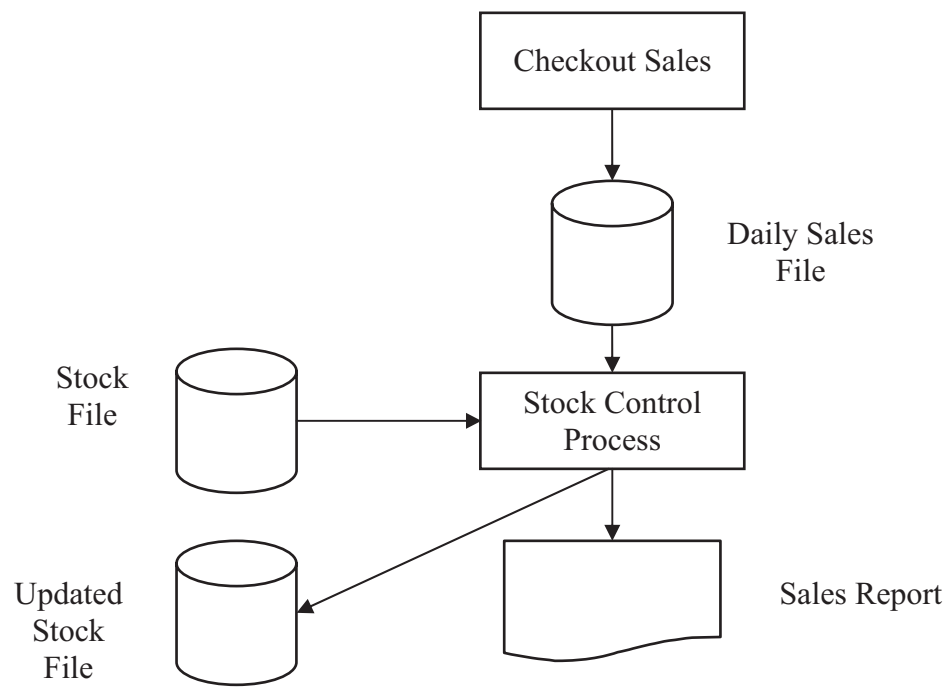 Checkout Sales
Daily Sales
File
Stock
File
Stock Control
Process
Updated
Stock
File
Sales Report